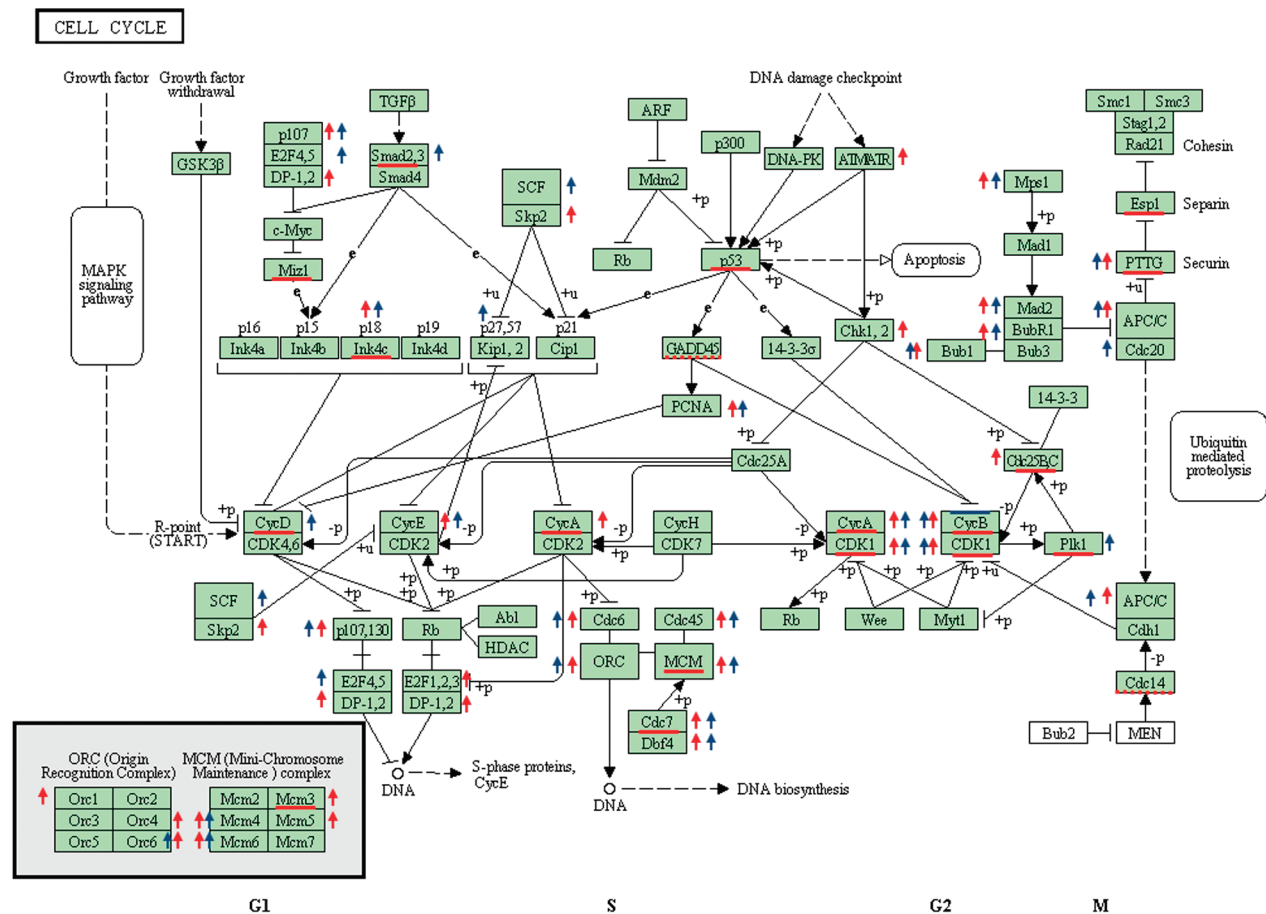 CELL CYCLE
Growth factor
Growth factor
withdrawal
TGFβ
ARF
DNA damage checkpoint
Smc1
Smc3
Stag1,2
Rad21
Cohesin
p107
E2F4,5
DP-1,2
GSK3β
Smad2,3
Smad4
SCF
Skp2
Mdm2
p300
DNA-PK
ATM/ATR
Mps1
Esp1
Separin
+p
+p
+p
c-Myc
Miz1
MAPK
signaling
pathway
Rb
p53
Apoptosis
Mad1
PTTG
Securin
e
e
e
+u
+u
e
e
e
+p
+p
+p
+u
p16
p15
p18
p19
p27,57
p21
Ink4a
Ink4b
Ink4c
Ink4d
Kip1, 2
Cip1
GADD45
14-3-3σ
Chk1, 2
Mad2
BubR1
Bub3
Bub1
APC/C
Cdc20
+p
PCNA
14-3-3
+p
+p
Cdc25A
Cdc25B,C
Ubiquitin
mediated
proteolysis
+p
R-point
(START)
+p
CycD
CDK4,6
-p
CycE
CDK2
-p
CycA
CDK2
-p
+p
CycH
CDK7
-p
+p
CycA
CDK1
CycB
CDK1
-p
+p
Plk1
+u
+p
+p
+p
+p
+p
+p
+p
+p
+u
+p
SCF
Skp2
p107,130
Rb
Abl
HDAC
Cdc6
Cdc45
ORC
MCM
Rb
Wee
Myt1
+p
APC/C
Cdh1
E2F4,5
DP-1,2
E2F1,2,3
DP-1,2
+p
+p
-p
Cdc7
Dbf4
Cdc14
Bub2
MEN
DNA
S-phase proteins,
CycE
DNA
DNA biosynthesis
ORC (Origin
Recognition Complex)
MCM (Mini-Chromosome
Maintenance ) complex
Orc1
Orc2
Mcm2
Mcm3
Orc3
Orc4
Mcm4
Mcm5
Orc5
Orc6
Mcm6
Mcm7
G1
S
G2
M